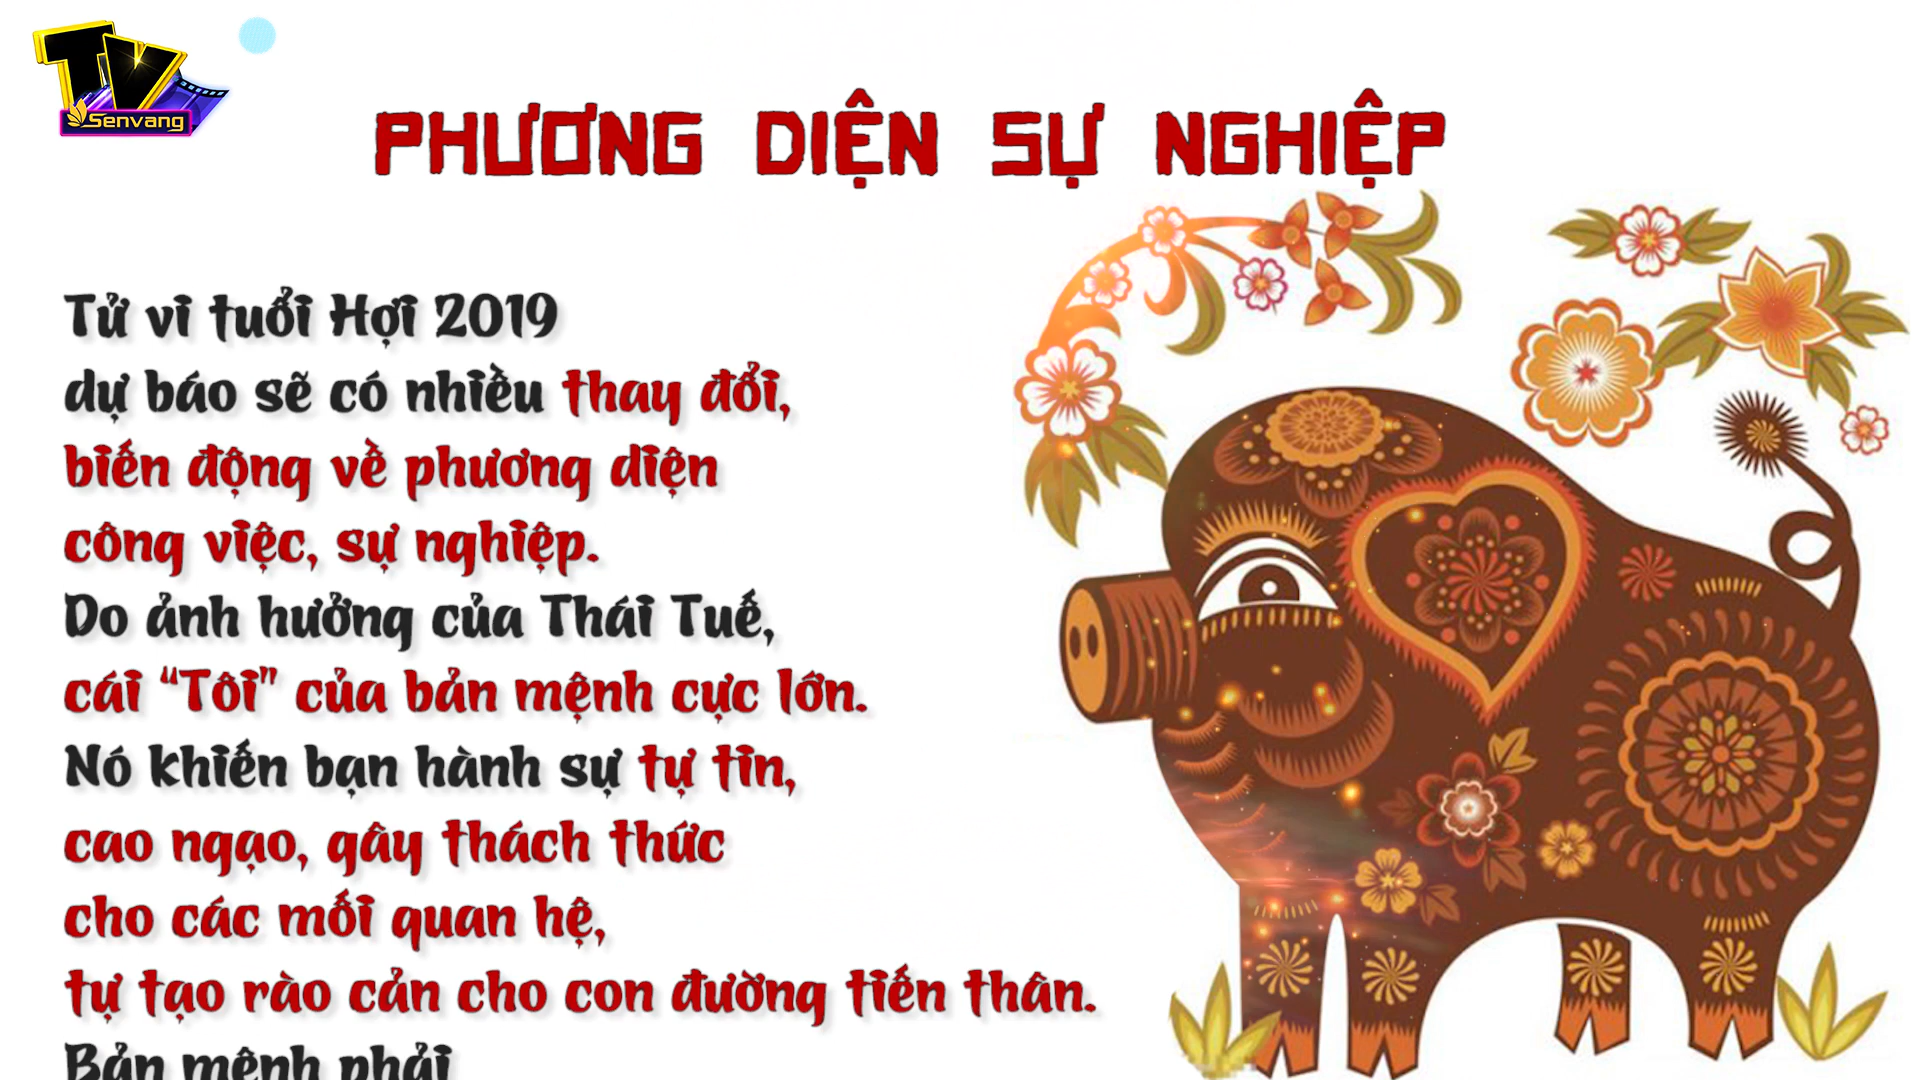 TV
Senvang
PHƯƠNG DIỆN SỰ NGHIỆP
Tử vi tuổi Hợi 2019
dự báo sẽ có nhiều thay đổi,
biến động về phương diện
công việc, sự nghiệp.
Do ảnh hưởng của Thái Tuế,
cái “Tôi” của bản mệnh cực lớn.
Nó khiến bạn hành sự tự tin,
cao ngạo, gây thách thức
cho các mối quan hệ,
tự tạo rào cản cho con đường tiến thân.
Bản mệnh phải